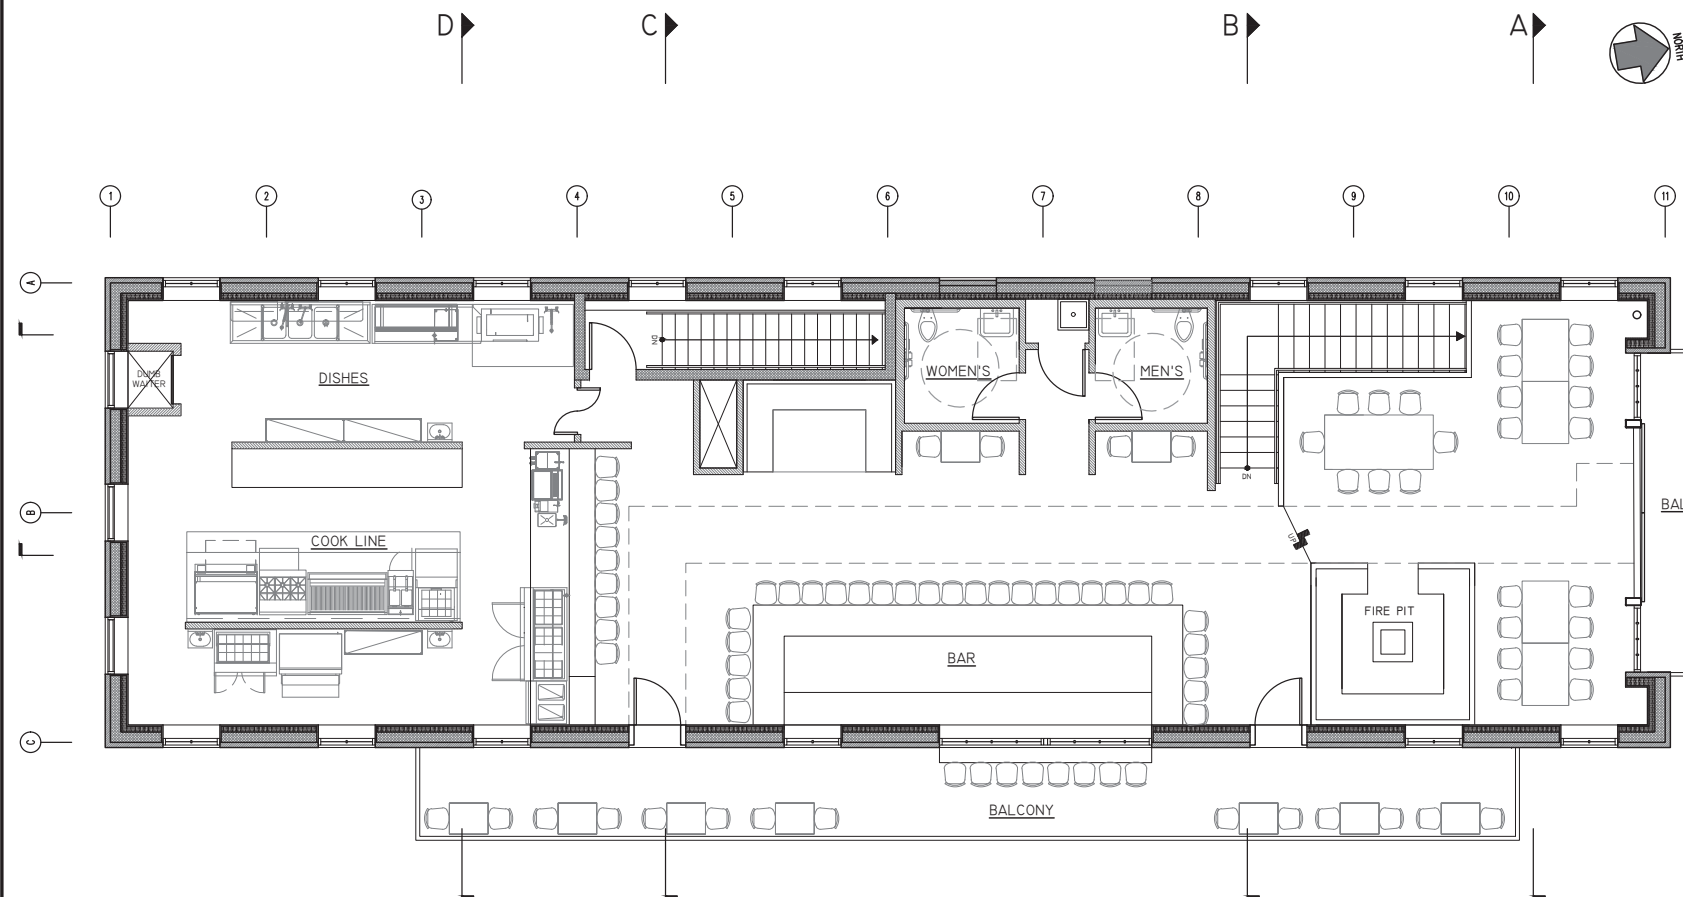 D
C
B
A
NORTH
1
2
3
4
5
6
7
8
9
10
11
A
DN
DUMB
WAITER
DISHES
WOMEN'S
MEN'S
DN
B
BAL
COOK LINE
UP
FIRE PIT
BAR
C
BALCONY